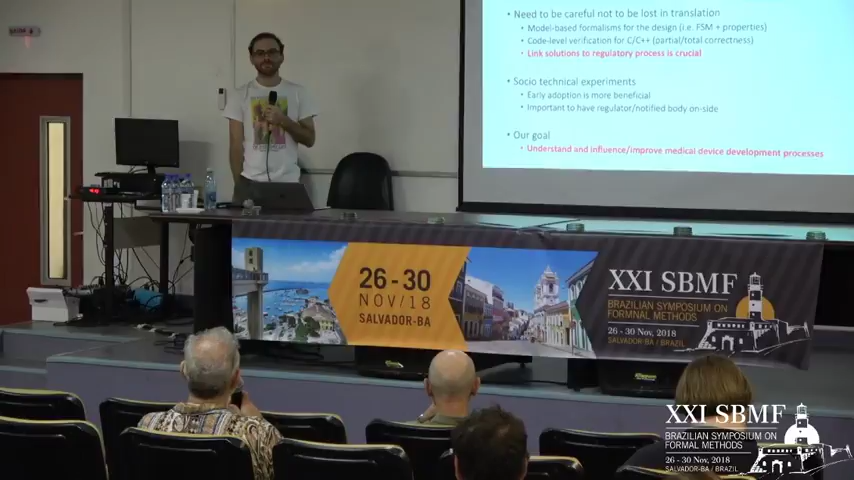 • Need to be careful not to be lost in translation
• Model-based formalisms for the design (i.e. FSM + properties)
• Code-level verification for C/C++ (partial/total correctness)
• Link solutions to regulatory process is crucial
• Socio technical experiments
• Early adoption is more beneficial
• Important to have regulator/notified body on-side
• Our goal
• Understand and influence/improve medical device development processes
26 - 30
NOV/18
SALVADOR-BA
XXI SBMF
BRAZILIAN SYMPOSIUM ON
FORMNAL METHODS
26 - 30 Nov, 2018
SALVADOR-BA / BRAZIL
XXI SBMF
BRAZILIAN SYMPOSIUM ON
FORMAL METHODS
26 - 30 Nov, 2018
SALVADOR-BA / BRAZIL